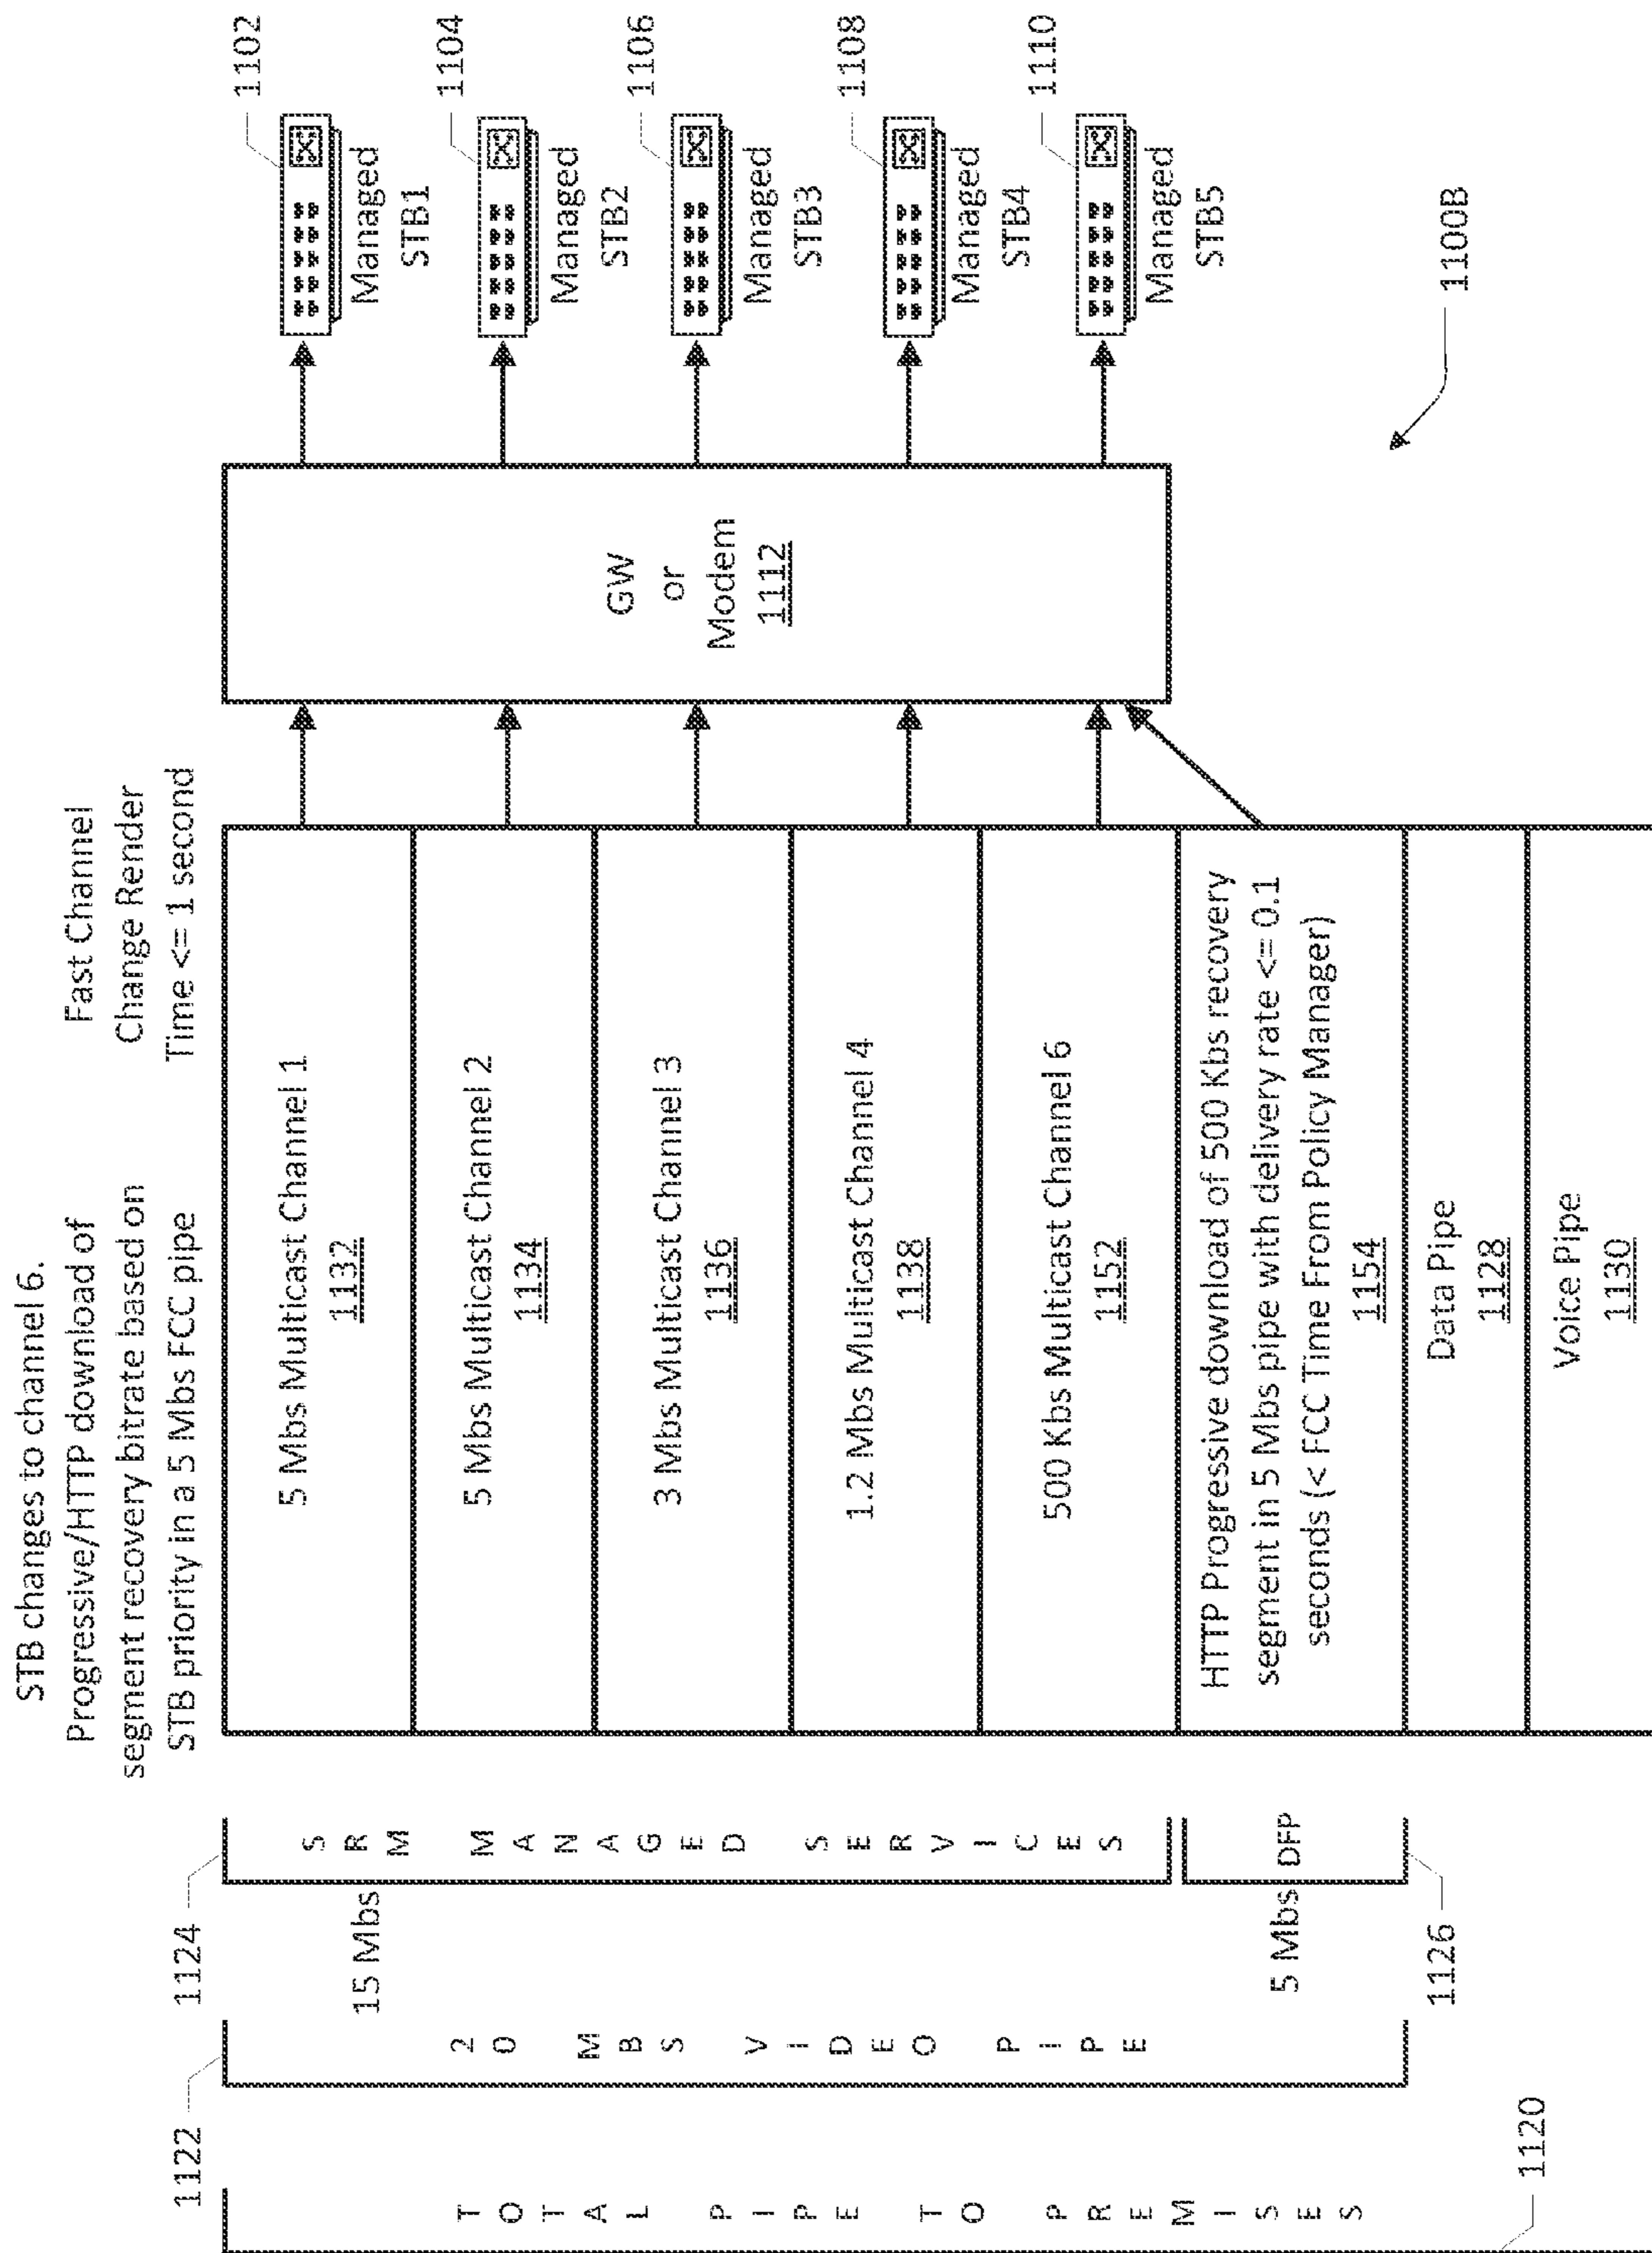 STB changes to channel 6.
Progressive/HTTP download of
segment recovery bitrate based on
STB priority in a 5 Mbs FCC pipe
Fast Channel
Change Render
Time <= 1 second
1120
TOTAL PIPE TO PREMISES
1122
20 MBS VIDEO PIPE
1124
15 Mbs
SRM MANAGED SERVICES
5 Mbs
DFP
1126
5 Mbs Multicast Channel 1
1132
5 Mbs Multicast Channel 2
1134
3 Mbs Multicast Channel 3
1136
1.2 Mbs Multicast Channel 4
1138
500 Kbs Multicast Channel 6
1152
HTTP Progressive download of 500 Kbs recovery
segment in 5 Mbs pipe with delivery rate <= 0.1
seconds (< FCC Time From Policy Manager)
1154
Data Pipe
1128
Voice Pipe
1130
GW
or
Modem
1112
1102
Managed
STB1
1104
Managed
STB2
1106
Managed
STB3
1108
Managed
STB4
1110
Managed
STB5
1100B